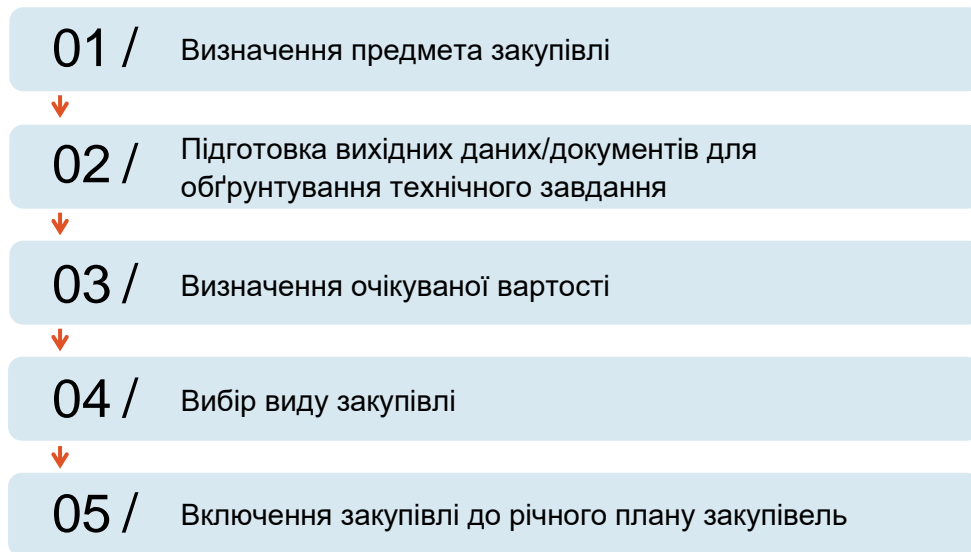 01 / Визначення предмета закупівлі
02 / Підготовка вихідних даних/документів для
обґрунтування технічного завдання
03 / Визначення очікуваної вартості
04 / Вибір виду закупівлі
05 / Включення закупівлі до річного плану закупівель